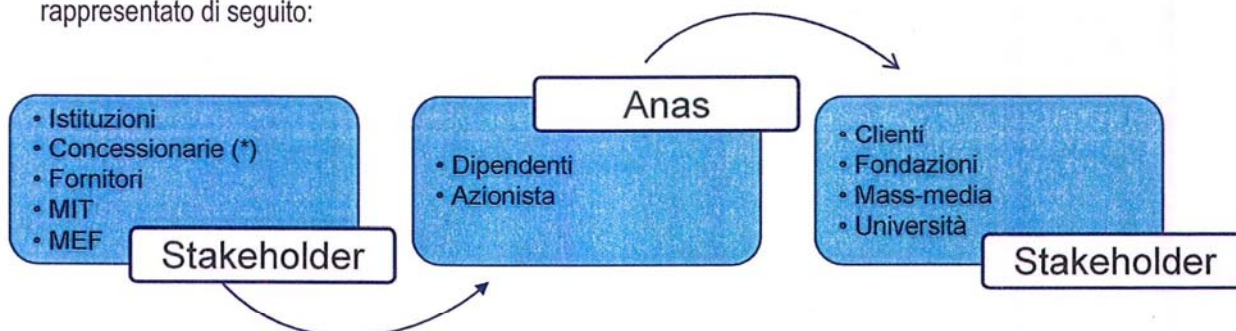 rappresentato di seguito:
• Istituzioni
• Concessionarie (*)
• Fornitori
• MIT
• MEF
Stakeholder
Anas
• Dipendenti
• Azionista
• Clienti
• Fondazioni
• Mass-media
• Università
Stakeholder